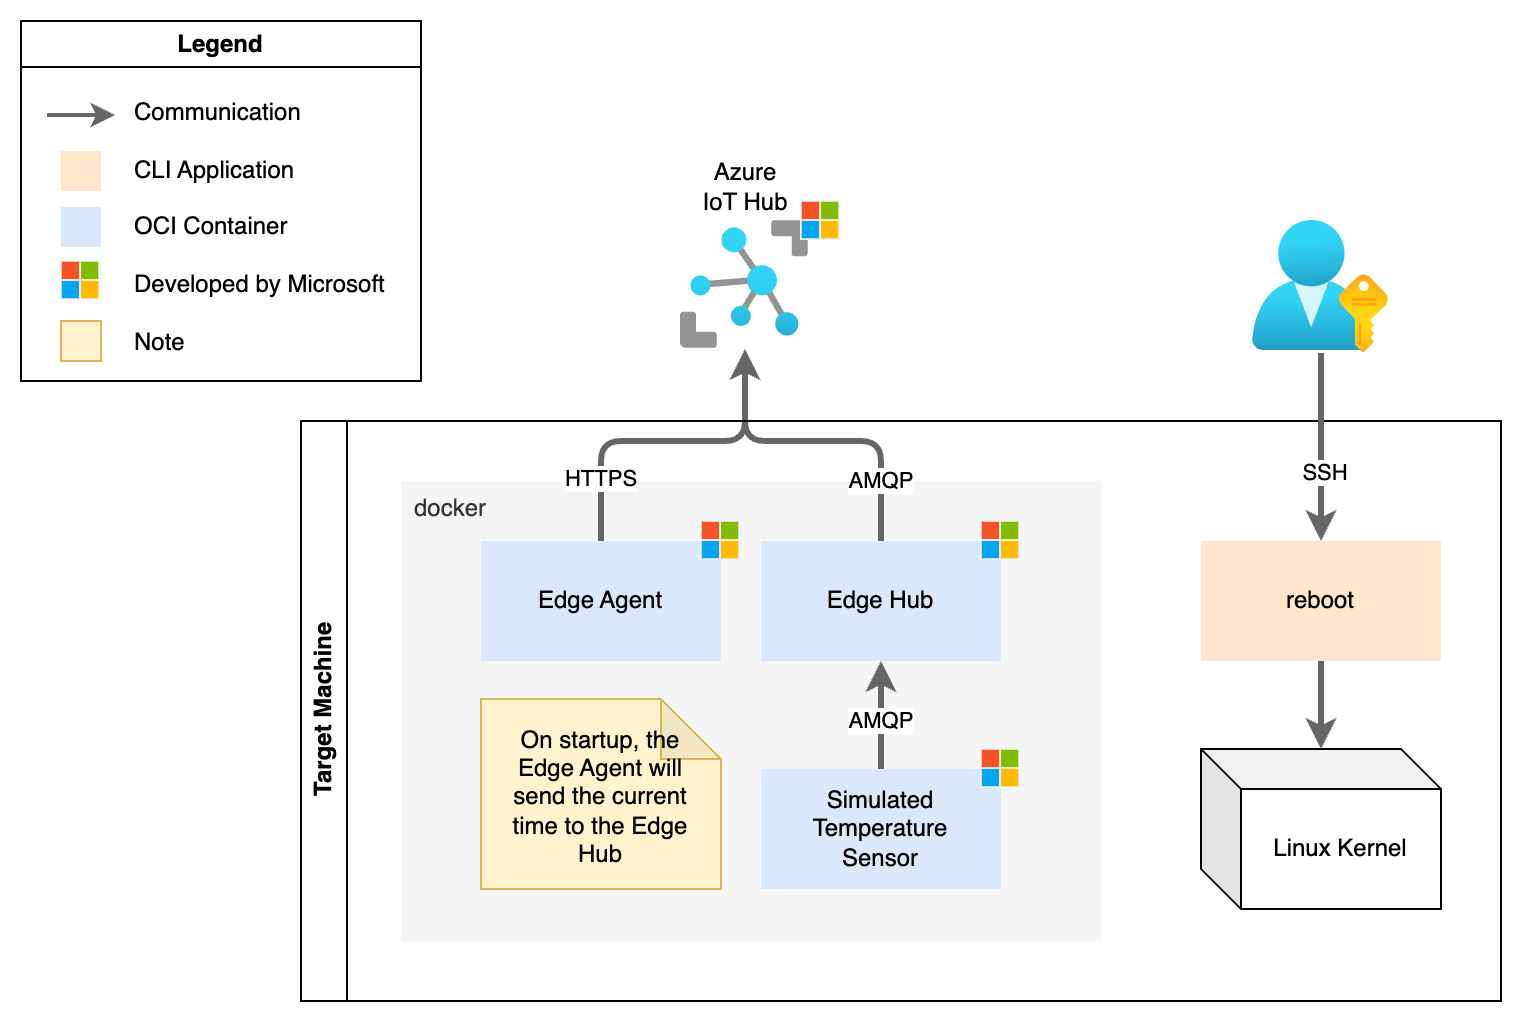 Legend
Communication
CLI Application
OCI Container
Developed by Microsoft
Note
Azure
IoT Hub
Target Machine
docker
HTTPS
AMQP
SSH
Edge Agent
Edge Hub
reboot
On startup, the
Edge Agent will
send the current
time to the Edge
Hub
AMQP
Simulated
Temperature
Sensor
Linux Kernel